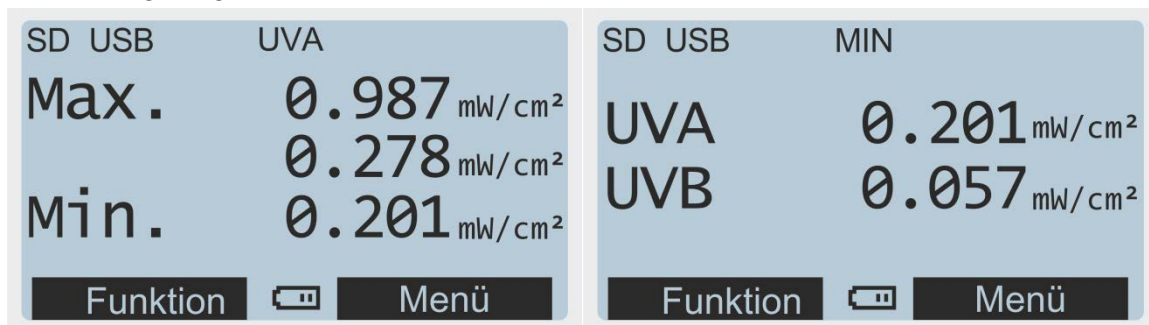 SD USB UVA
Max. 0.987 mW/cm²
0.278 mW/cm²
Min. 0.201 mW/cm²
Funktion Menü
SD USB MIN
UVA 0.201 mW/cm²
UVB 0.057 mW/cm²
Funktion Menü